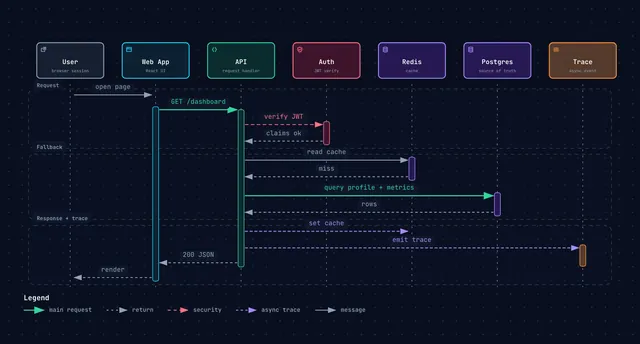 User
browser session
Web App
React UI
API
request handler
Auth
JWT verify
Redis
cache
Postgres
source of truth
Trace
async event
Request
open page
GET /dashboard
verify JWT
claims ok
Fallback
read cache
miss
query profile + metrics
rows
Response + trace
set cache
emit trace
200 JSON
render
Legend
main request
return
security
async trace
message